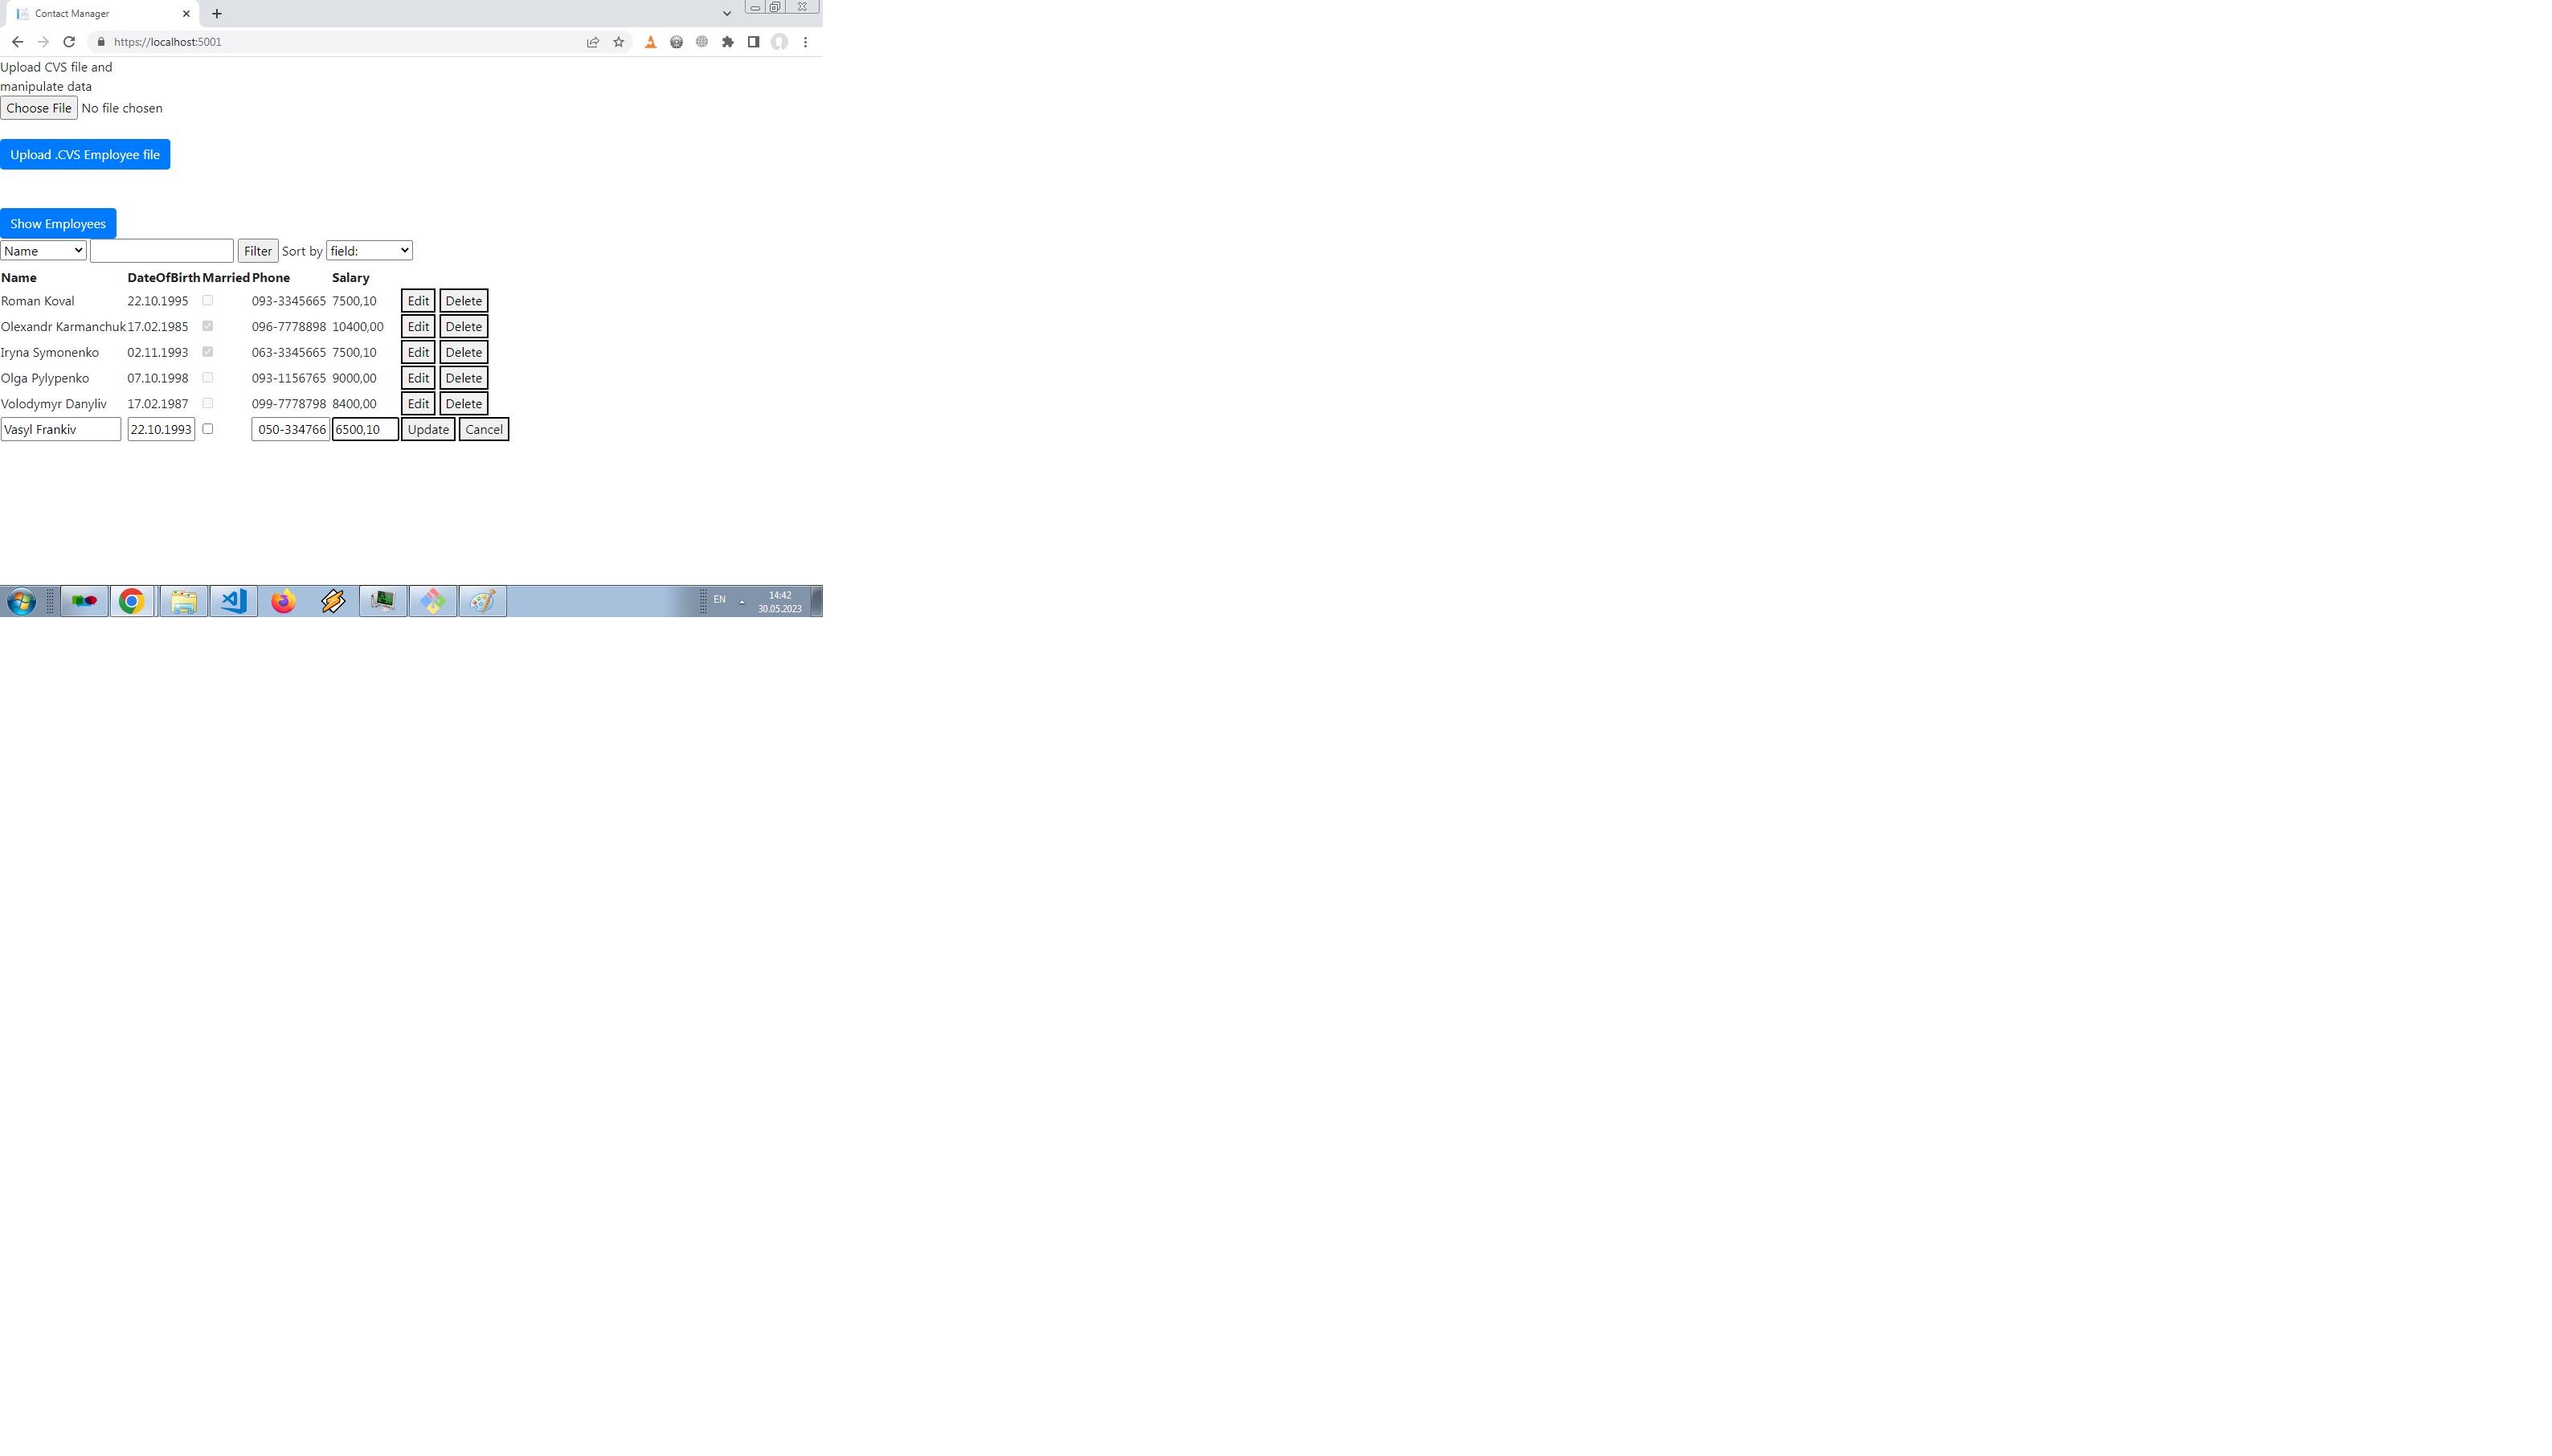 Contact Manager
https://localhost:5001
Upload CVS file and
manipulate data
Choose File No file chosen
Upload .CVS Employee file
Show Employees
Name Filter Sort by field:
Name DateOfBirth Married Phone Salary
Roman Koval 22.10.1995 093-3345665 7500,10 Edit Delete
Olexandr Karmanchuk 17.02.1985 096-7778898 10400,00 Edit Delete
Iryna Symonenko 02.11.1993 063-3345665 7500,10 Edit Delete
Olga Pylypenko 07.10.1998 093-1156765 9000,00 Edit Delete
Volodymyr Danyliv 17.02.1987 099-7778798 8400,00 Edit Delete
Vasyl Frankiv 22.10.1993 050-334766 6500,10 Update Cancel
EN 14:42
30.05.2023